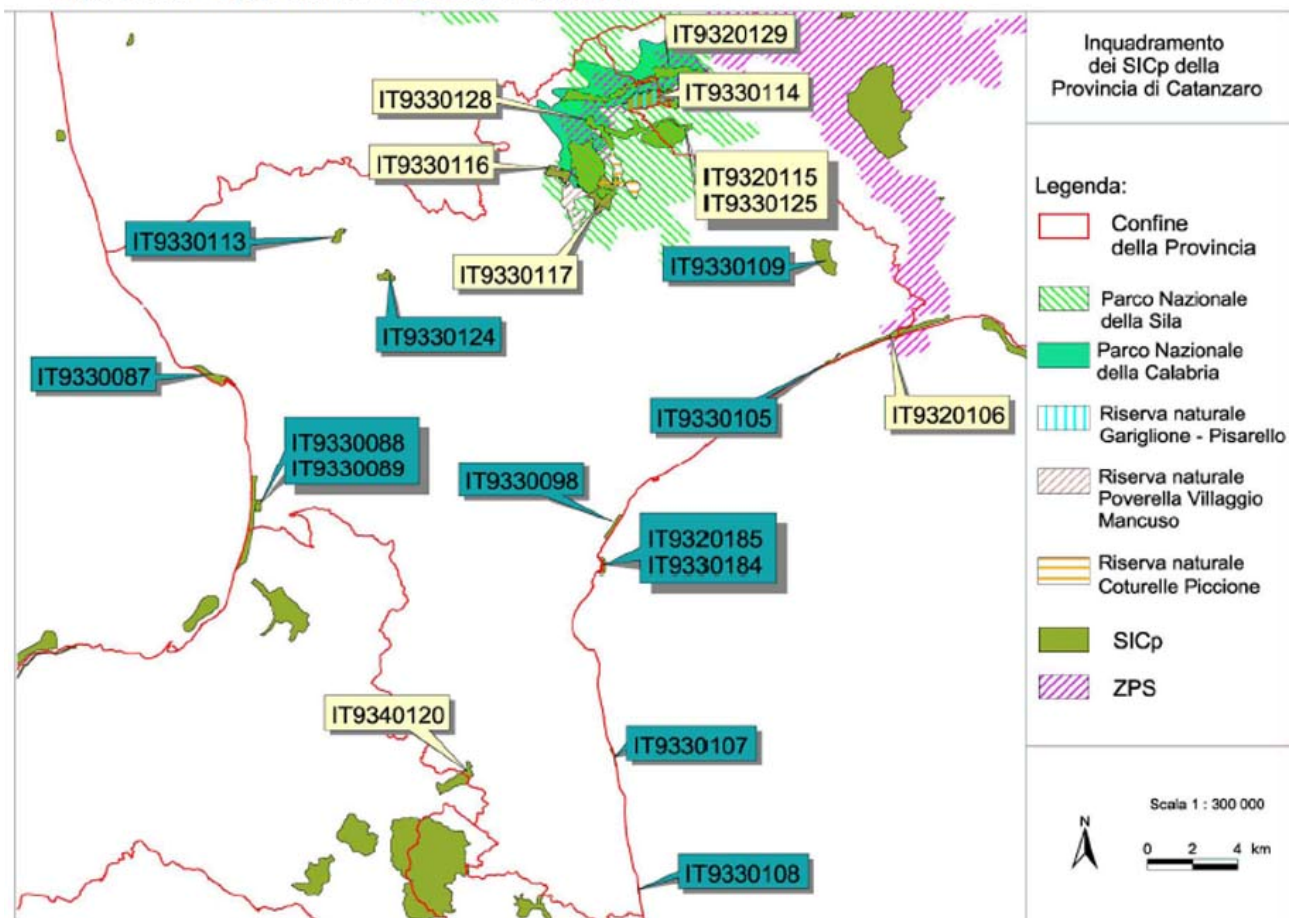 IT9320129
IT9330128
IT9330114
IT9330116
IT9320115
IT9330125
IT9330113
IT9330117
IT9330109
IT9330124
IT9330087
IT9330105
IT9320106
IT9330088
IT9330089
IT9330098
IT9320185
IT9330184
IT9340120
IT9330107
IT9330108
Inquadramento
dei SICp della
Provincia di Catanzaro
Legenda:
Confine
della Provincia
Parco Nazionale
della Sila
Parco Nazionale
della Calabria
Riserva naturale
Gariglione - Pisarello
Riserva naturale
Poverella Villaggio
Mancuso
Riserva naturale
Coturelle Piccione
SICp
ZPS
N
Scala 1 : 300 000
0 2 4 km